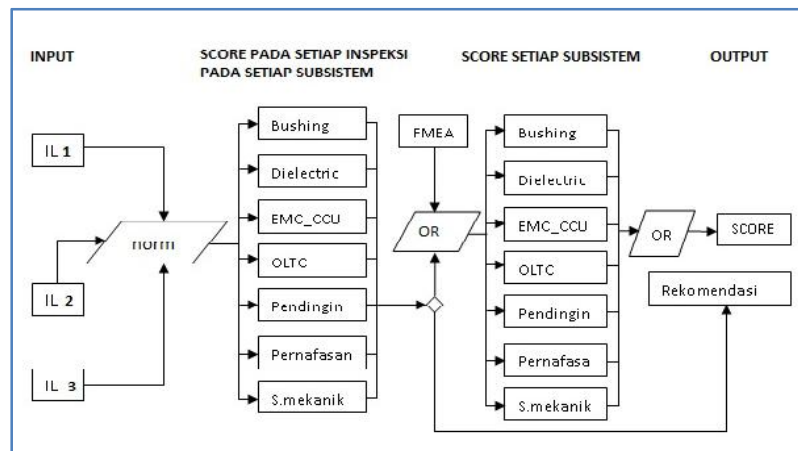 INPUT
SCORE PADA SETIAP INSPEKSI
PADA SETIAP SUBSISTEM
SCORE SETIAP SUBSISTEM
OUTPUT
IL 1
IL 2
IL 3
norm
Bushing
Dielectric
EMC_CCU
OLTC
Pendingin
Pernafasan
S.mekanik
FMEA
OR
Bushing
Dielectric
EMC_CCU
OLTC
Pendingin
Pernafasa
S.mekanik
OR
SCORE
Rekomendasi